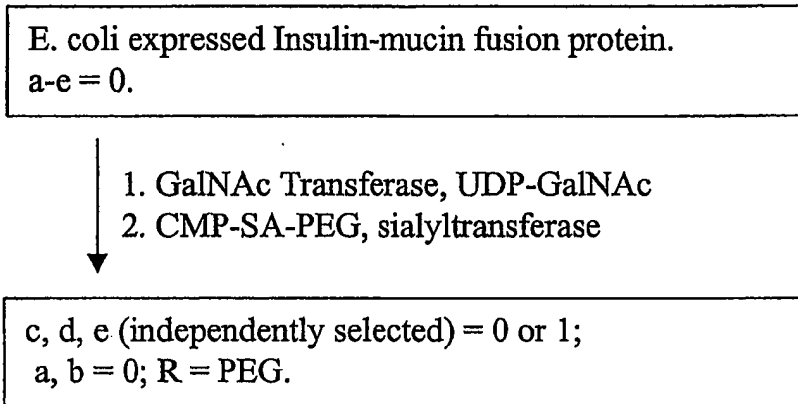 E. coli expressed Insulin-mucin fusion protein.
a-e = 0.
1. GalNAc Transferase, UDP-GalNAc
2. CMP-SA-PEG, sialyltransferase
c, d, e (independently selected) = 0 or 1;
a, b = 0; R = PEG.